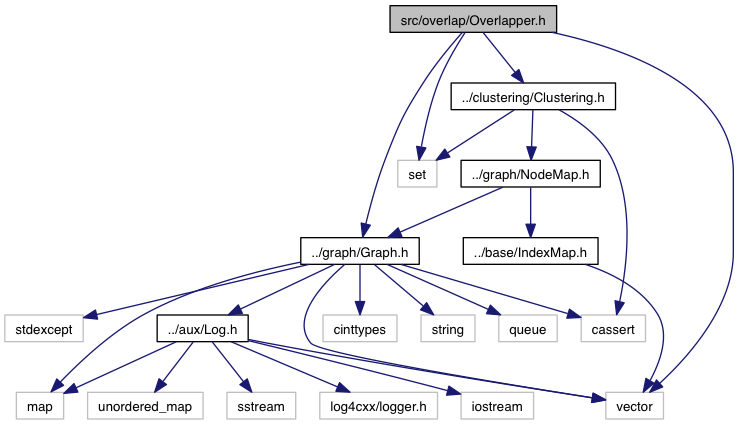 src/overlap/Overlapper.h
../clustering/Clustering.h
set
../graph/NodeMap.h
../graph/Graph.h
../base/IndexMap.h
stdexcept
../aux/Log.h
cinttypes
string
queue
cassert
map
unordered_map
sstream
log4cxx/logger.h
iostream
vector